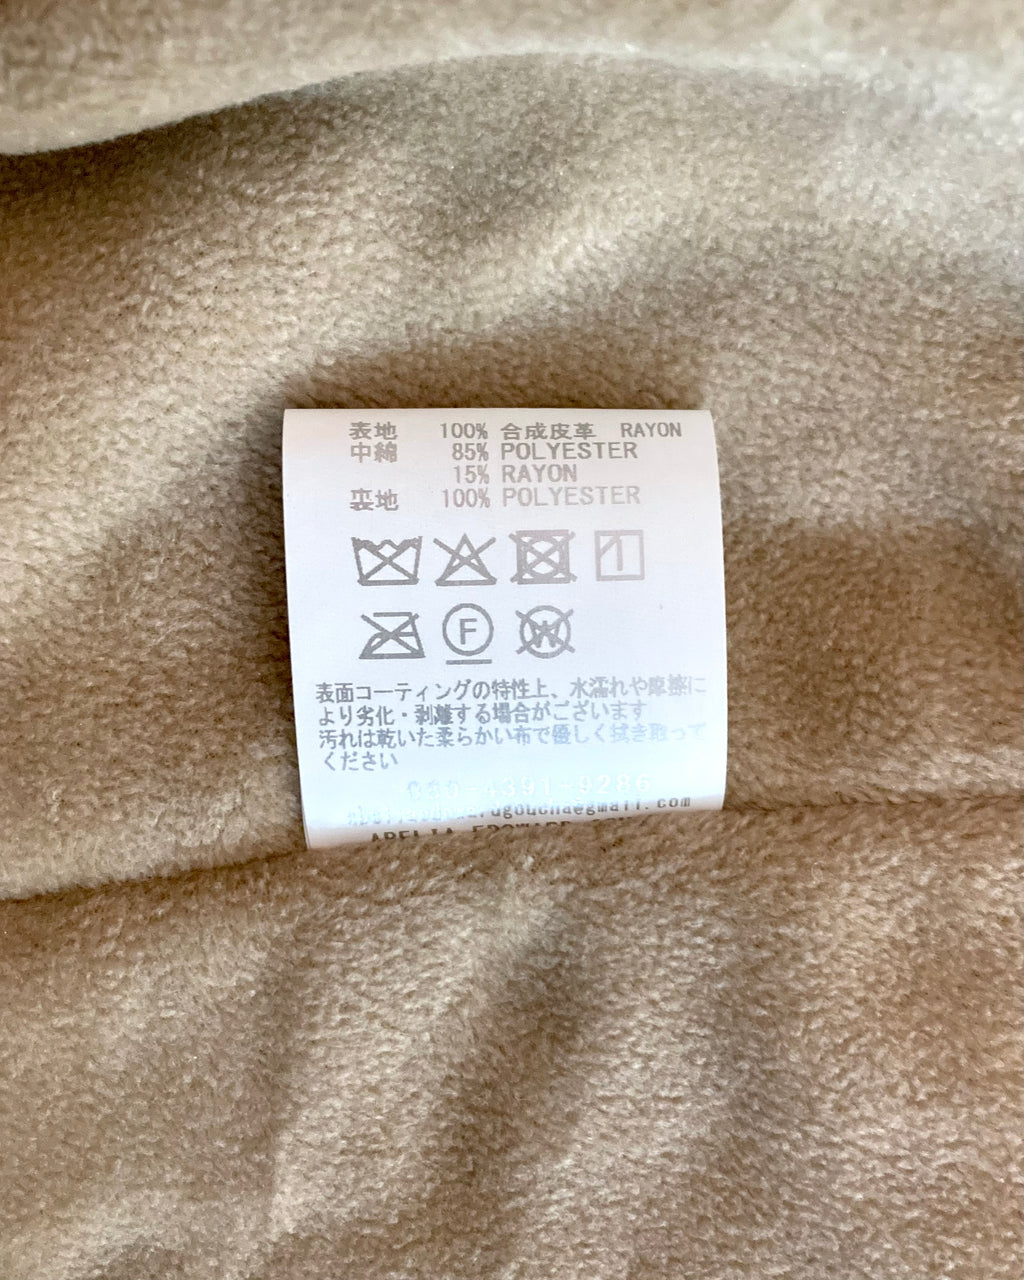 表地 100% 合成皮革 RAYON
中綿 85% POLYESTER
15% RAYON
裏地 100% POLYESTER
F
W
表面コーティングの特性上、水濡れや摩擦に
より劣化・剥離する場合がございます
汚れは乾いた柔らかい布で優しく拭き取って
ください
-4391-9286